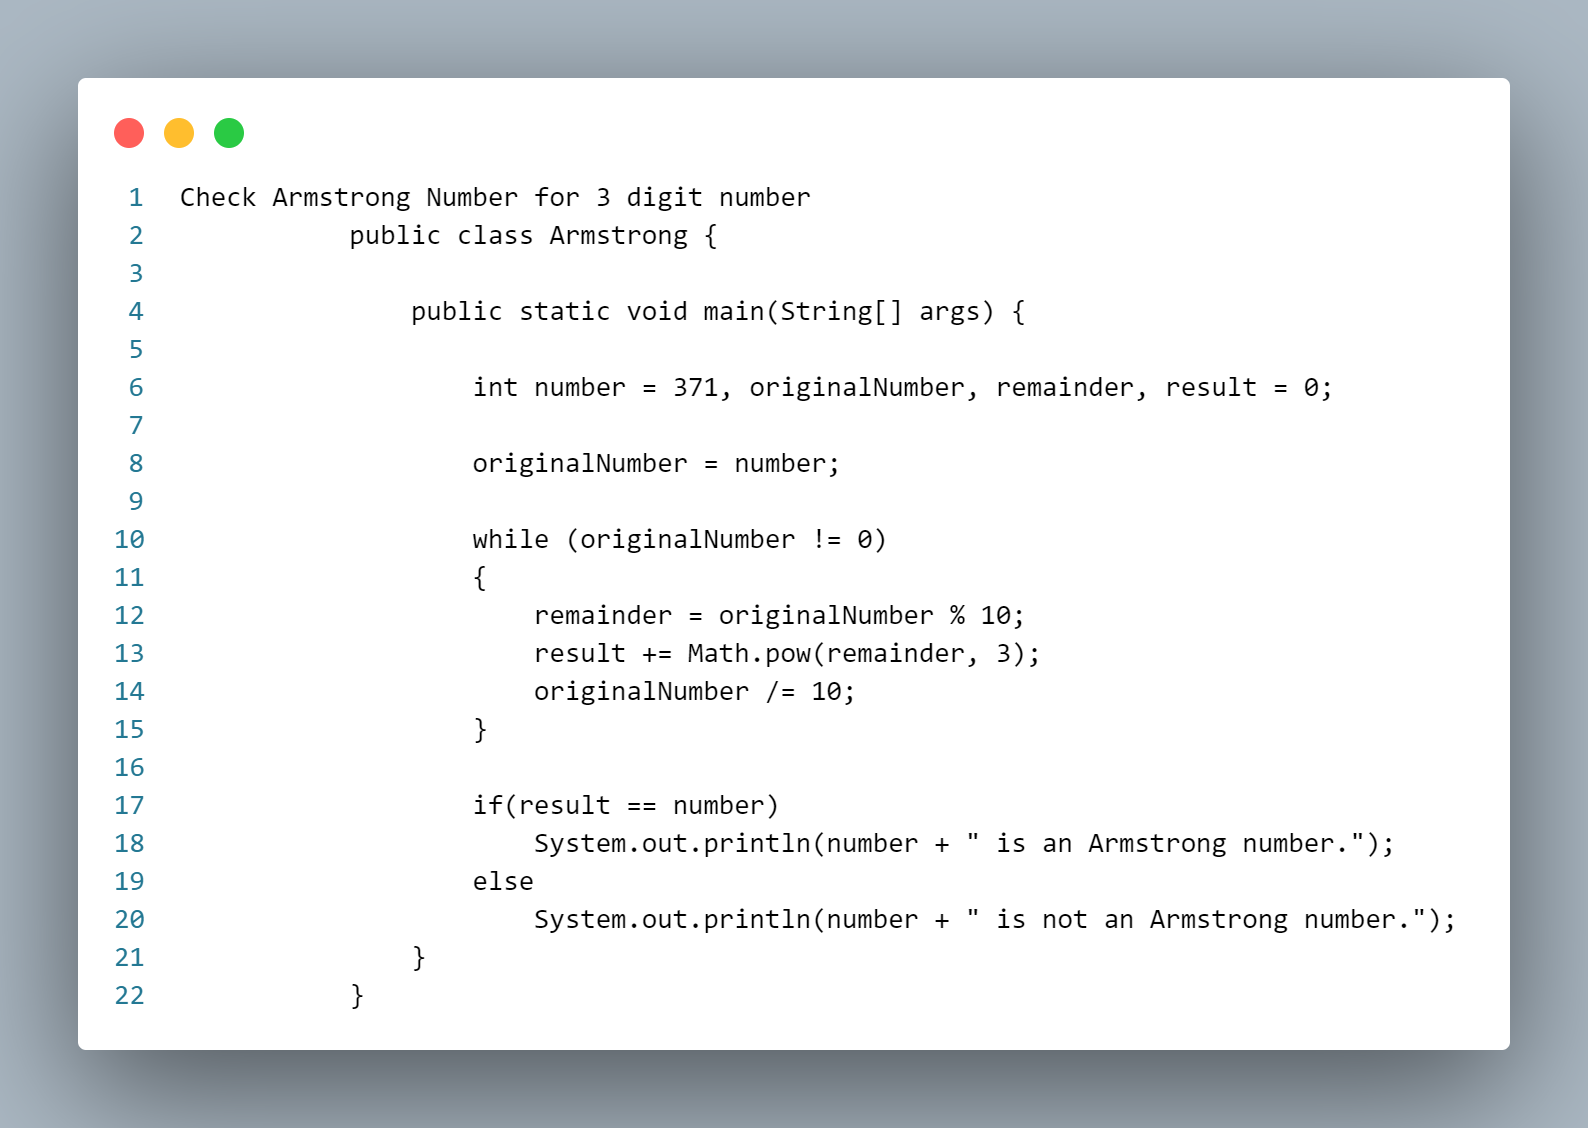 1 Check Armstrong Number for 3 digit number
2 public class Armstrong {
3
4 public static void main(String[] args) {
5
6 int number = 371, originalNumber, remainder, result = 0;
7
8 originalNumber = number;
9
10 while (originalNumber != 0)
11 {
12 remainder = originalNumber % 10;
13 result += Math.pow(remainder, 3);
14 originalNumber /= 10;
15 }
16
17 if(result == number)
18 System.out.println(number + " is an Armstrong number.");
19 else
20 System.out.println(number + " is not an Armstrong number.");
21 }
22 }